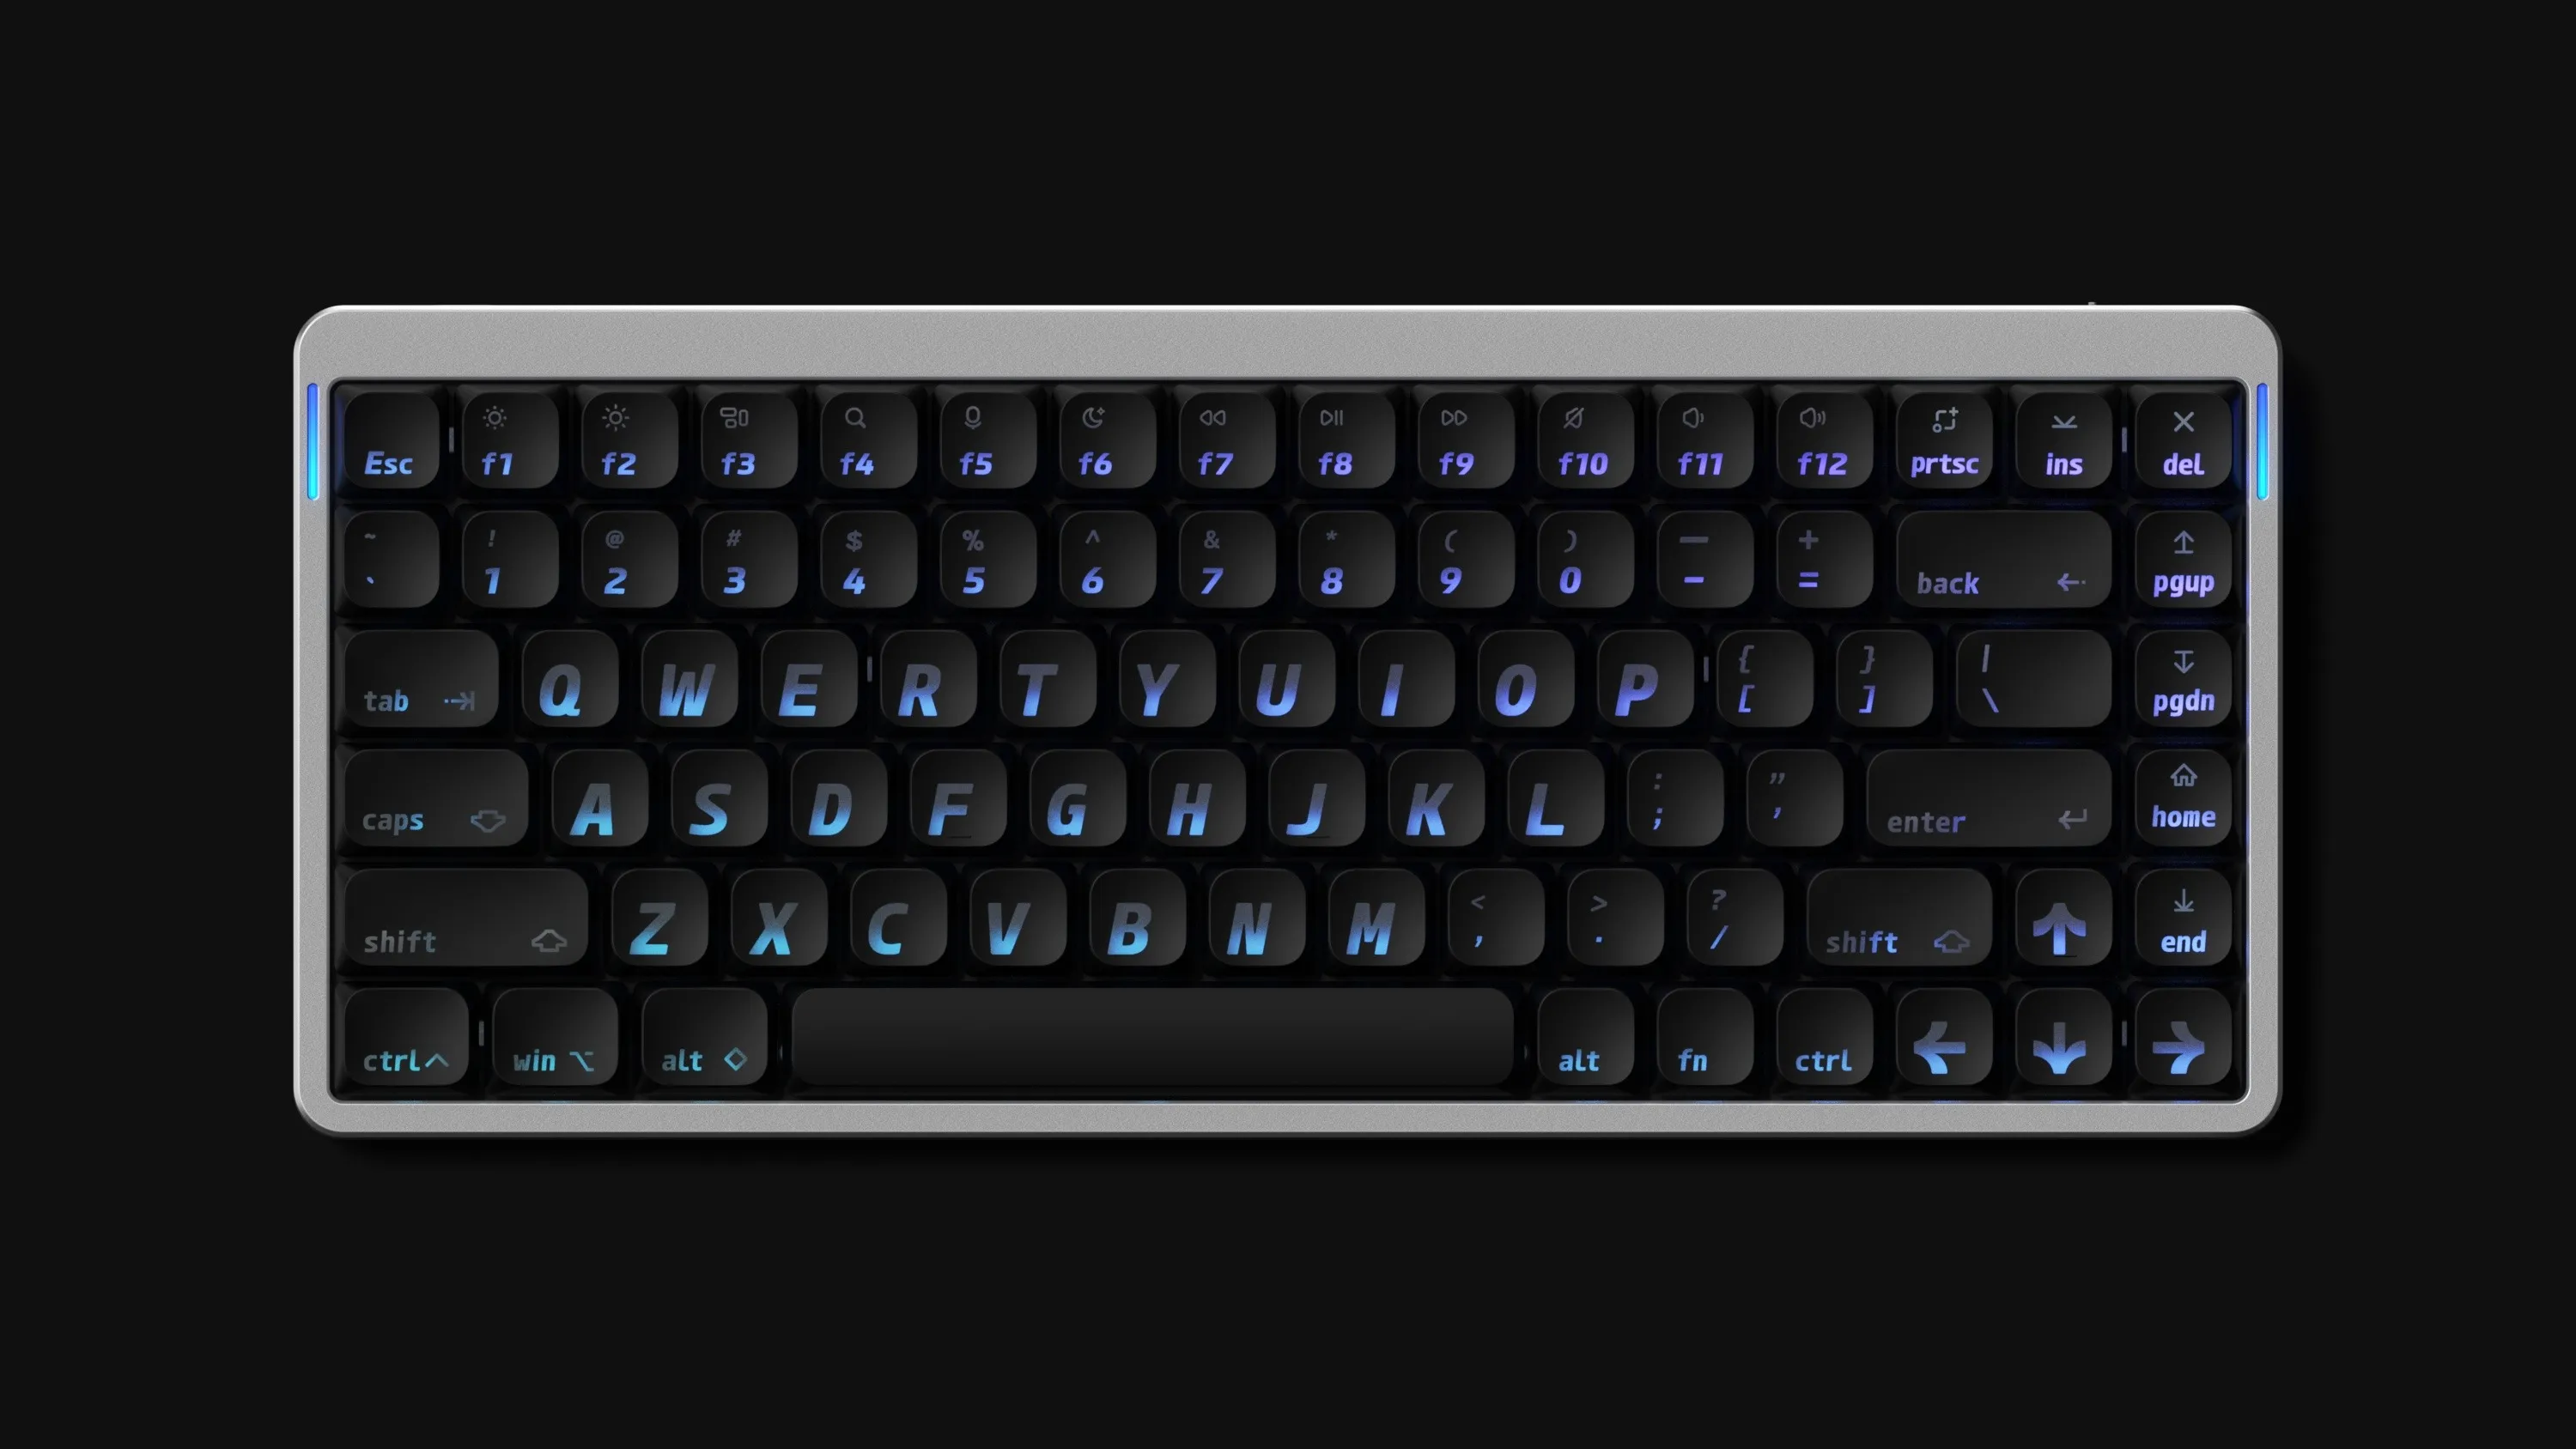 Esc f1 f2 f3 f4 f5 f6 f7 f8 f9 f10 f11 f12 prtsc ins del
~ ! @ # $ % ^ & * ( ) — +
` 1 2 3 4 5 6 7 8 9 0 - = back pgup
tab Q W E R T Y U I O P { } |
[ ] \ pgdn
caps A S D F G H J K L : ”
; ’ enter home
shift Z X C V B N M < > ?
, . / shift end
ctrl win alt alt fn ctrl